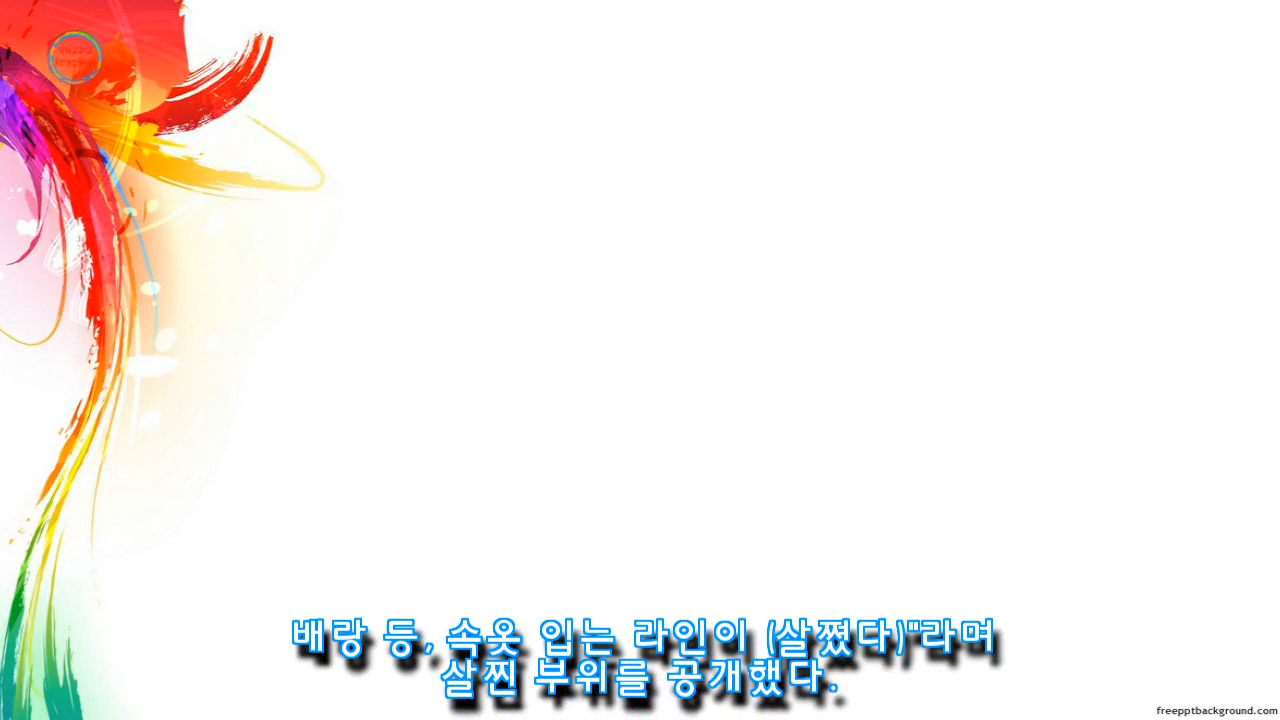 배랑 등, 속옷 입는 라인이 (살쪘다)"라며
살찐 부위를 공개했다.
freepptbackground.com